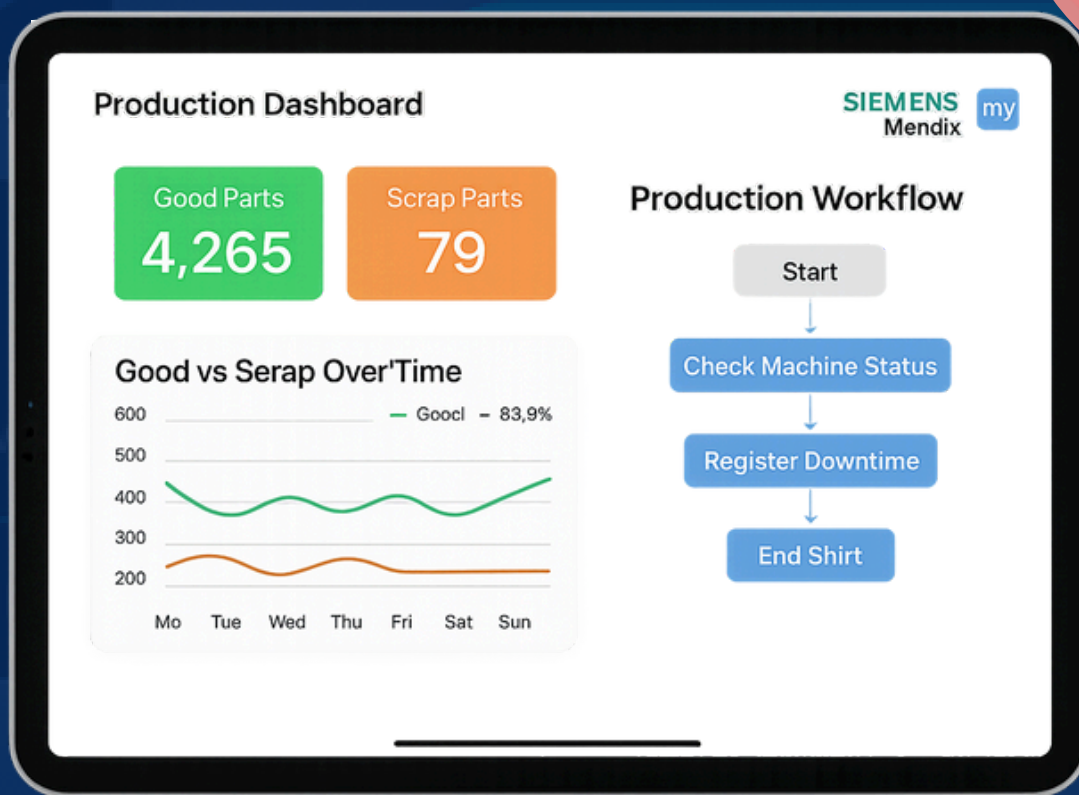 Production Dashboard
SIEMENS
Mendix
my
Good Parts
4,265
Scrap Parts
79
Good vs Serap Over'Time
Goocl – 83,9%
600
500
400
300
200
Mo Tue Wed Thu Fri Sat Sun
Production Workflow
Start
Check Machine Status
Register Downtime
End Shirt